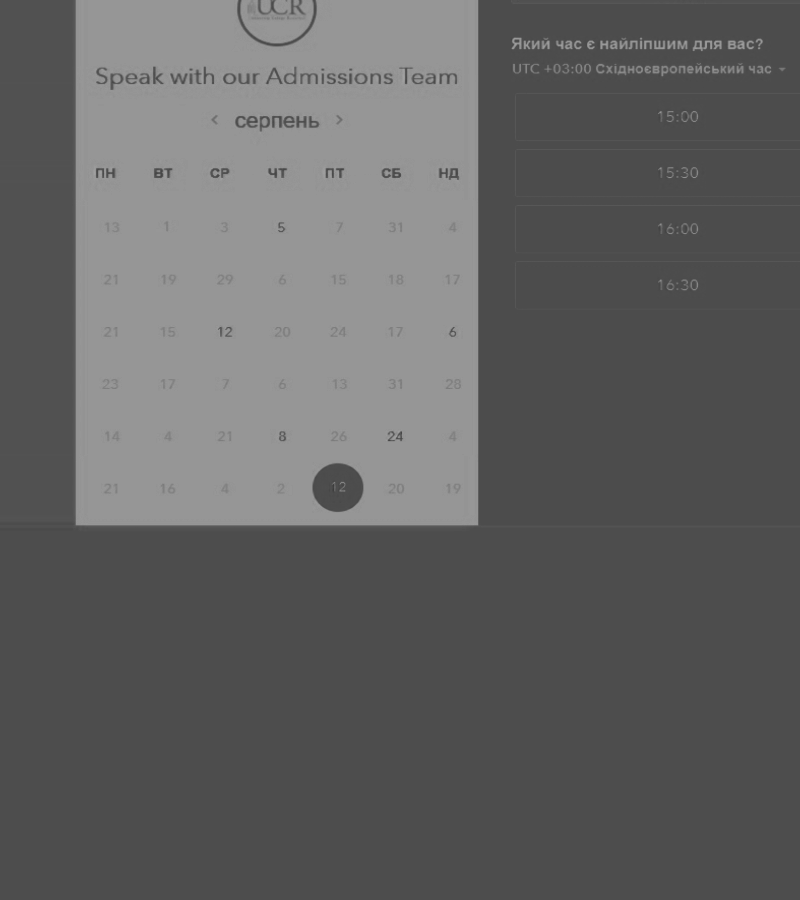 UCR
Speak with our Admissions Team
< серпень >
ПН ВТ СР ЧТ ПТ СБ НД
13 1 3 5 7 31 4
21 19 29 6 15 18 17
21 15 12 20 24 17 6
23 17 7 6 13 31 28
14 4 21 8 26 24 4
21 16 4 2 12 20 19
Який час є найліпшим для вас?
UTC +03:00 Східноєвропейський час
15:00
15:30
16:00
16:30